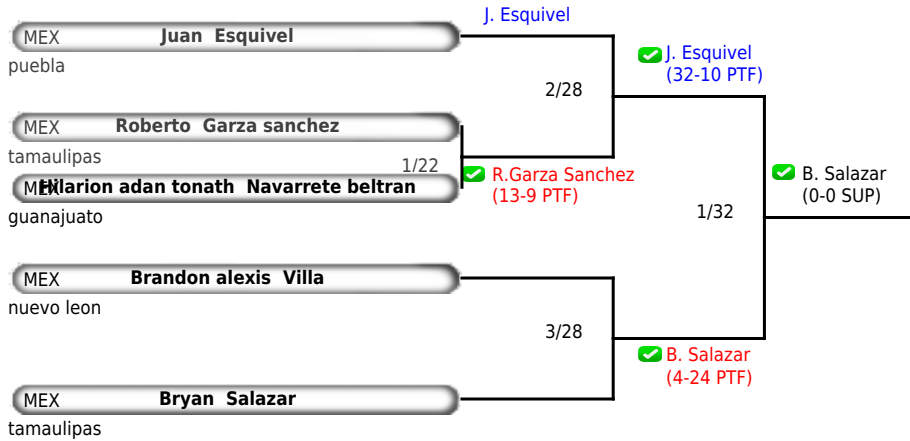 J. Esquivel
MEX Juan Esquivel
puebla
J. Esquivel
(32-10 PTF)
2/28
MEX Roberto Garza sanchez
tamaulipas
1/22
R.Garza Sanchez
(13-9 PTF)
B. Salazar
(0-0 SUP)
MEX Hilarion adan tonath Navarrete beltran
guanajuato
1/32
MEX Brandon alexis Villa
nuevo leon
3/28
B. Salazar
(4-24 PTF)
MEX Bryan Salazar
tamaulipas